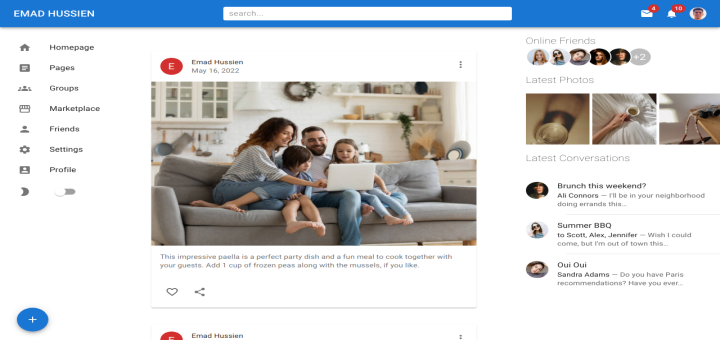 EMAD HUSSIEN
search...
4
10
Homepage
Pages
Groups
Marketplace
Friends
Settings
Profile
+
E
Emad Hussien
May 16, 2022
This impressive paella is a perfect party dish and a fun meal to cook together with
your guests. Add 1 cup of frozen peas along with the mussels, if you like.
E
Emad Hussien
Online Friends
+2
Latest Photos
Latest Conversations
Brunch this weekend?
Ali Connors — I'll be in your neighborhood
doing errands this...
Summer BBQ
to Scott, Alex, Jennifer — Wish I could
come, but I'm out of town this...
Oui Oui
Sandra Adams — Do you have Paris
recommendations? Have you ever...